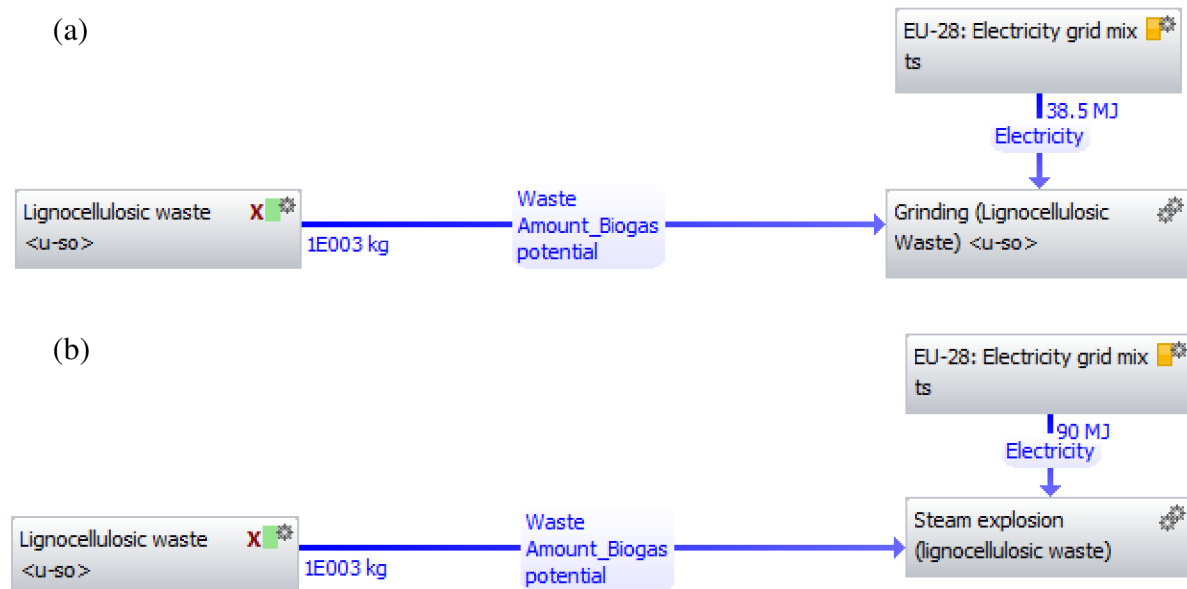 (a)
EU-28: Electricity grid mix
ts
38.5 MJ
Electricity
Lignocellulosic waste X
<u-so>
1E003 kg
Waste
Amount_Biogas
potential
Grinding (Lignocellulosic
Waste) <u-so>
(b)
EU-28: Electricity grid mix
ts
90 MJ
Electricity
Lignocellulosic waste X
<u-so>
1E003 kg
Waste
Amount_Biogas
potential
Steam explosion
(lignocellulosic waste)